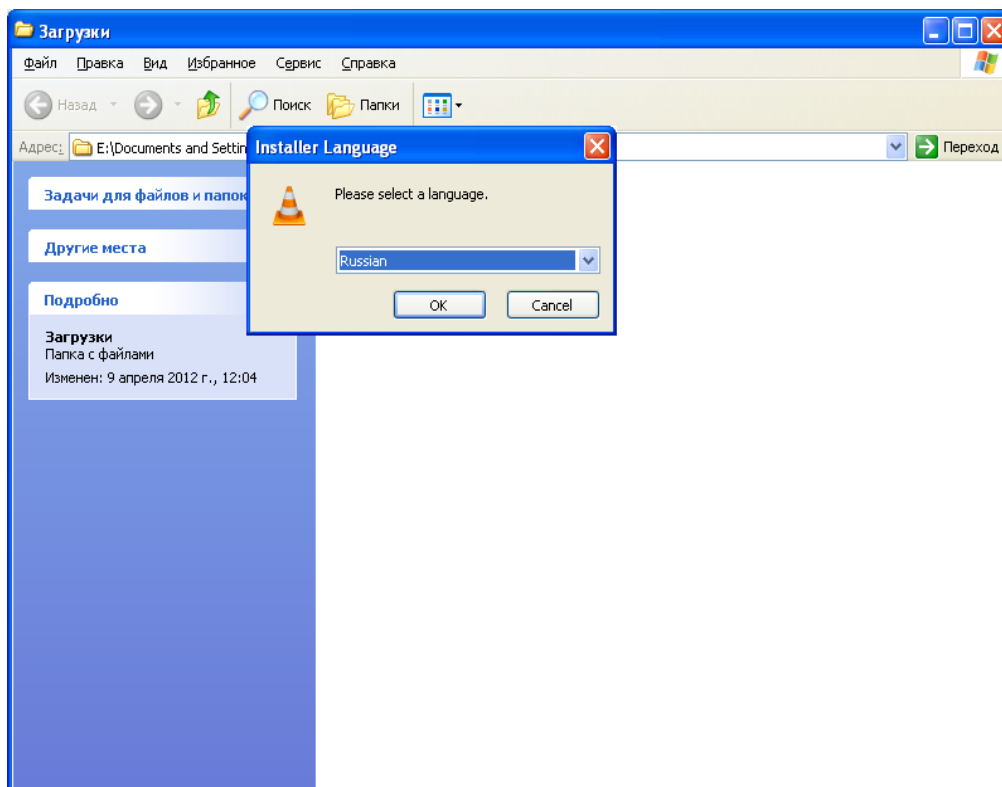 Загрузки
Файл Правка Вид Избранное Сервис Справка
Назад Поиск Папки
Адрес: E:\Documents and Settin Переход
Installer Language
Please select a language.
Russian
OK Cancel
Задачи для файлов и папок
Другие места
Подробно
Загрузки
Папка с файлами
Изменен: 9 апреля 2012 г., 12:04